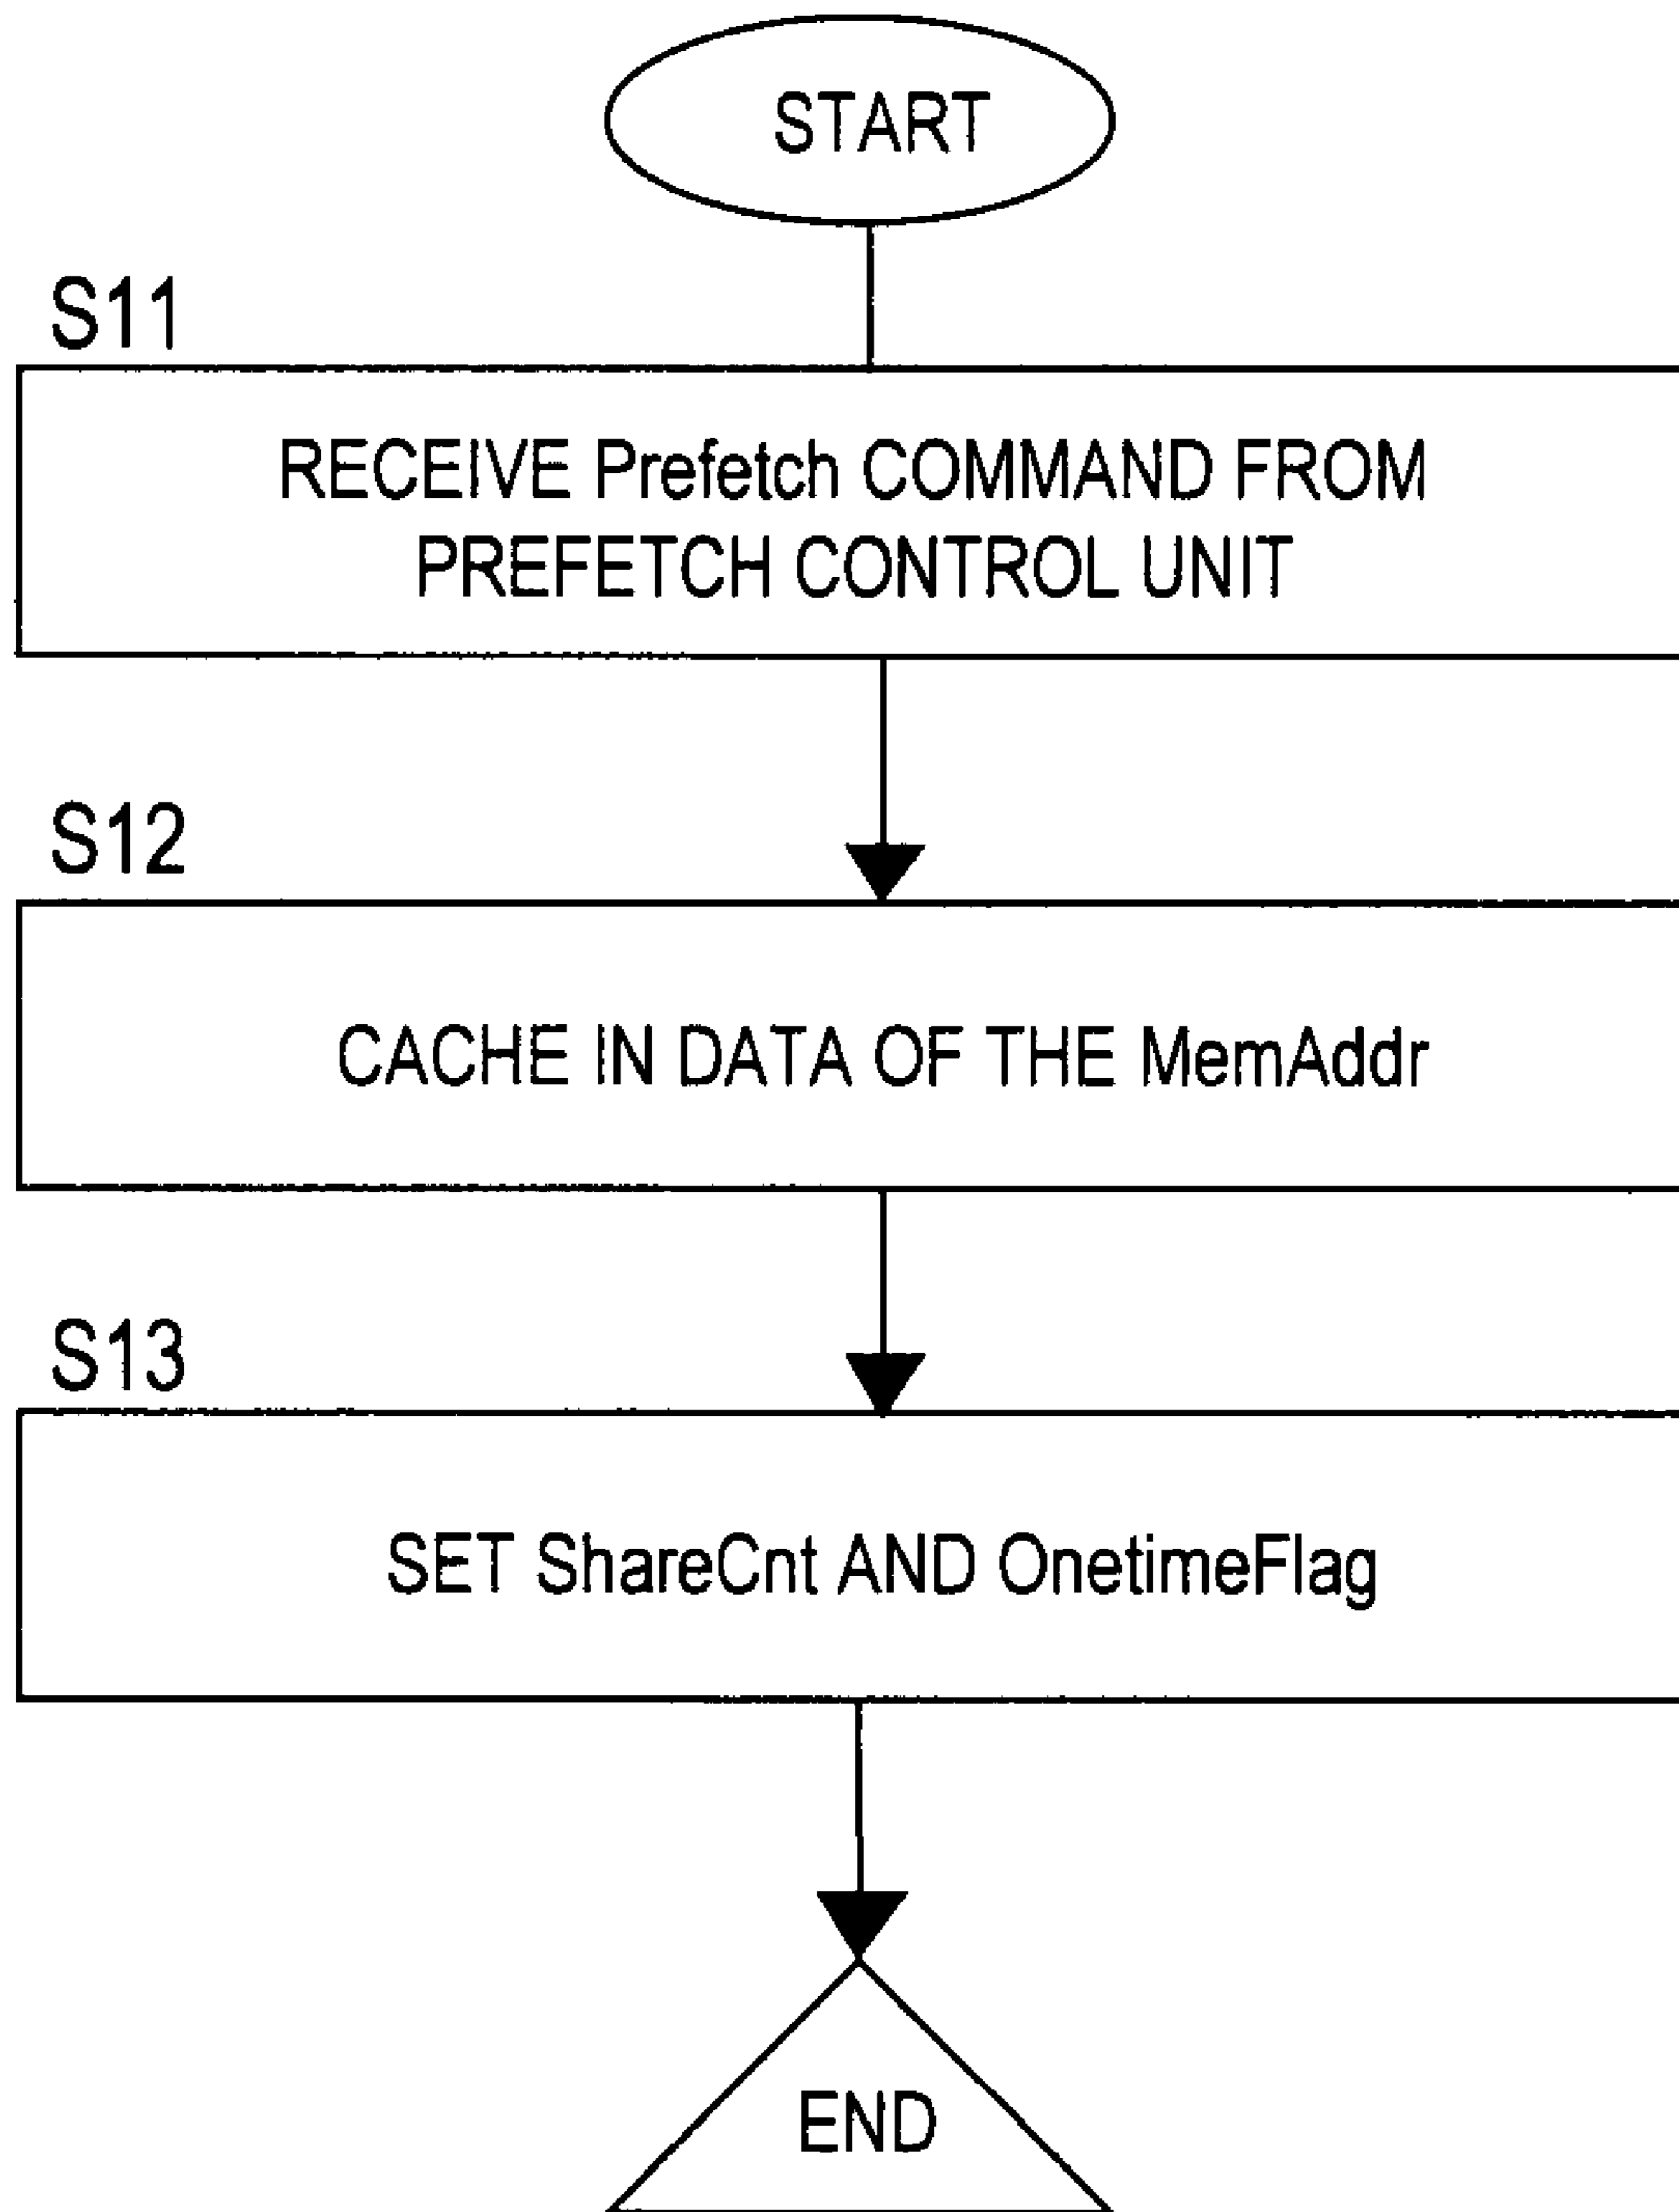 START
S11
RECEIVE Prefetch COMMAND FROM
PREFETCH CONTROL UNIT
S12
CACHE IN DATA OF THE MemAddr
S13
SET ShareCnt AND OnetimeFlag
END